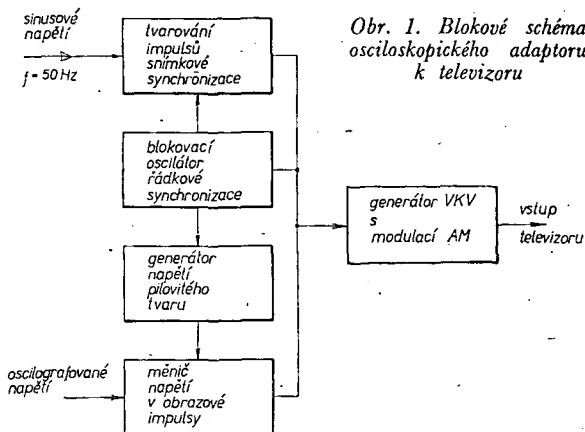 Obr. 1. Blokové schéma
osciloskopického adaptoru
k televizoru
sinusové
napětí
f = 50 Hz
tvarování
impulsů
snímkové
synchronizace
blokovací
oscilátor
řádkové
synchronizace
generátor
napětí
pilovitého
tvaru
oscilografované
napětí
měnič
napětí
v obrazové
impulsy
generátor VKV
s
modulací AM
vstup
televizoru